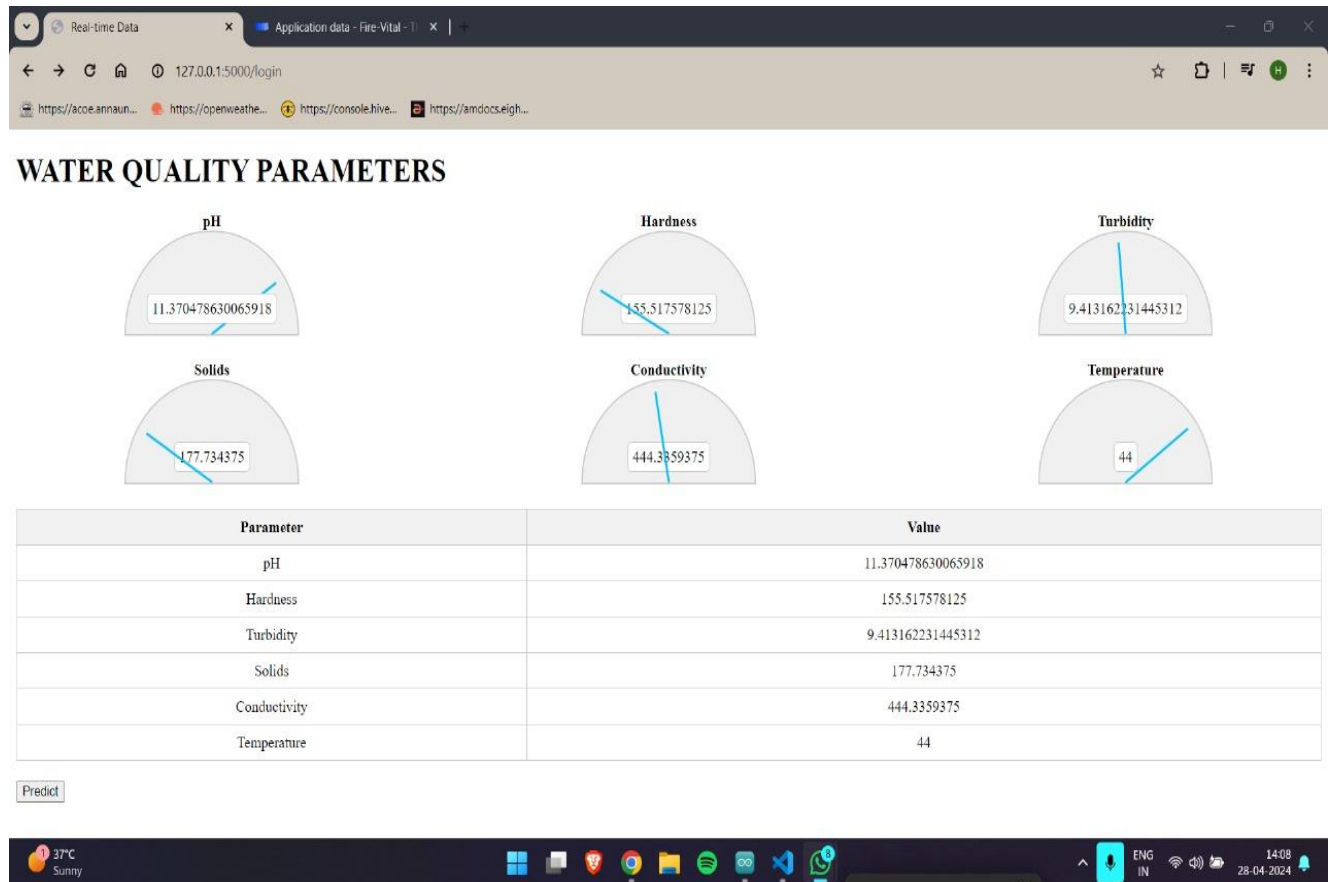 Real-time Data
Application data - Fire-Vital - T
127.0.0.1:5000/login
https://acoe.annaun... https://openweathe... https://console.hive... https://amdocs.eigh...
WATER QUALITY PARAMETERS
pH Hardness Turbidity
11.370478630065918 155.517578125 9.413162231445312
Solids Conductivity Temperature
177.734375 444.3359375 44
Parameter Value
pH 11.370478630065918
Hardness 155.517578125
Turbidity 9.413162231445312
Solids 177.734375
Conductivity 444.3359375
Temperature 44
Predict
1 37°C
Sunny
8
H
ENG
IN
14:08
28-04-2024